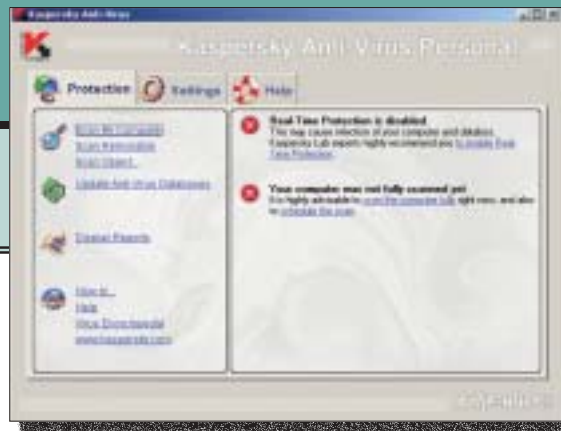 Kaspersky Anti-Virus
Kaspersky Anti-Virus Personal
Protection Settings Help
Scan My Computer
Scan Removable
Scan Object...
Update Anti-Virus Databases
Display Reports
How to...
Help
Virus Encyclopedia
www.kaspersky.com
Real-Time Protection is disabled
This may cause infection of your computer and database.
Kaspersky Lab experts highly recommend you to enable Real-
Time Protection.
Your computer was not fully scanned yet
It is highly advisable to scan the computer fully right now, and also
to schedule the scan.